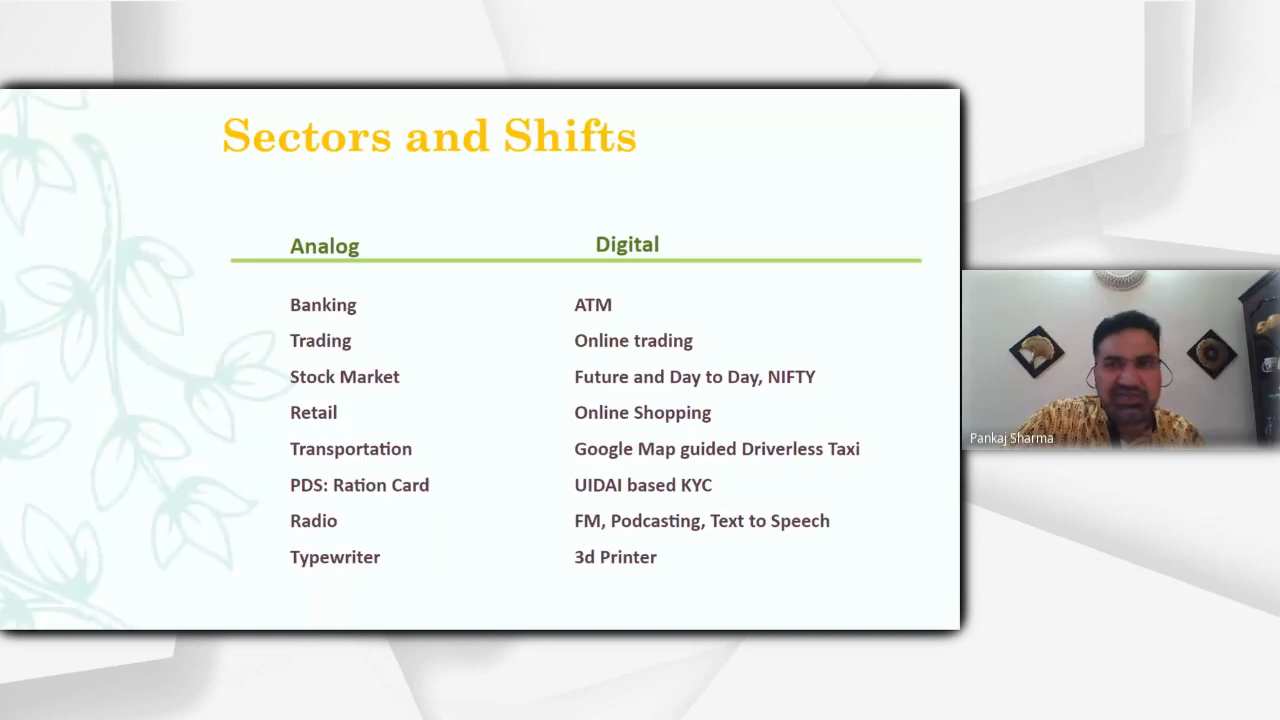 Sectors and Shifts
Analog Digital
Banking ATM
Trading Online trading
Stock Market Future and Day to Day, NIFTY
Retail Online Shopping
Transportation Google Map guided Driverless Taxi
PDS: Ration Card UIDAI based KYC
Radio FM, Podcasting, Text to Speech
Typewriter 3d Printer
Pankaj Sharma